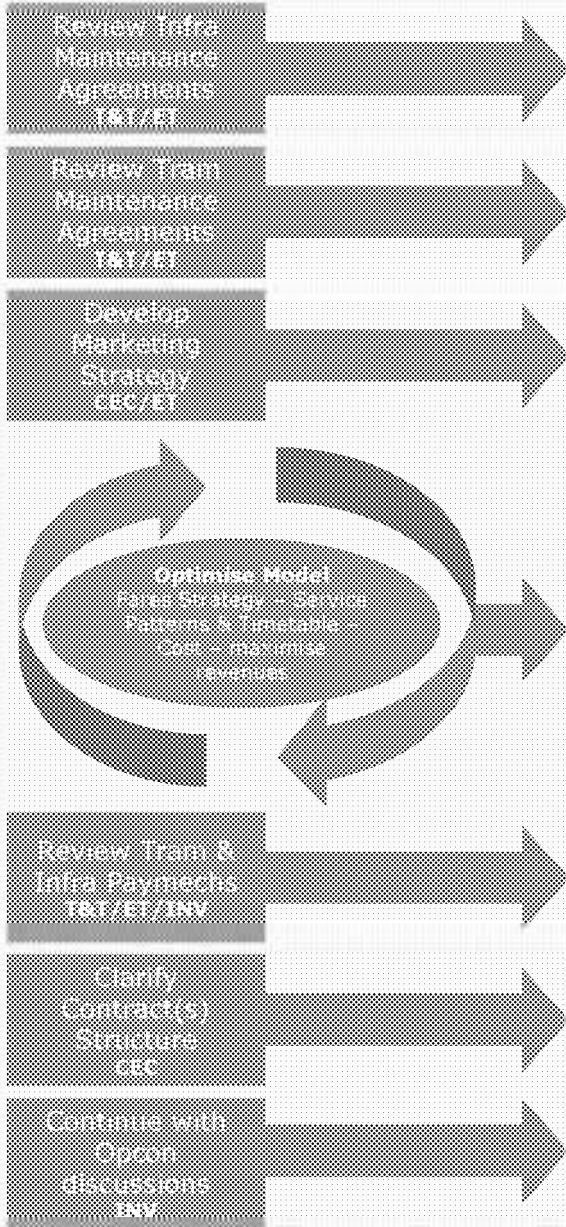 Review Infra
Maintenance
Agreements
T&T/ET
Review Tram
Maintenance
Agreements
T&T/ET
Develop
Marketing
Strategy
CEC/ET
Optimise Model
Fares Strategy – Service
Patterns & Timetable –
Cost – maximise
revenues
Review Tram &
Infra Paymechs
T&T/ET/INV
Clarify
Contract(s)
Structure
CEC
Continue with
Opcon
discussions
INV